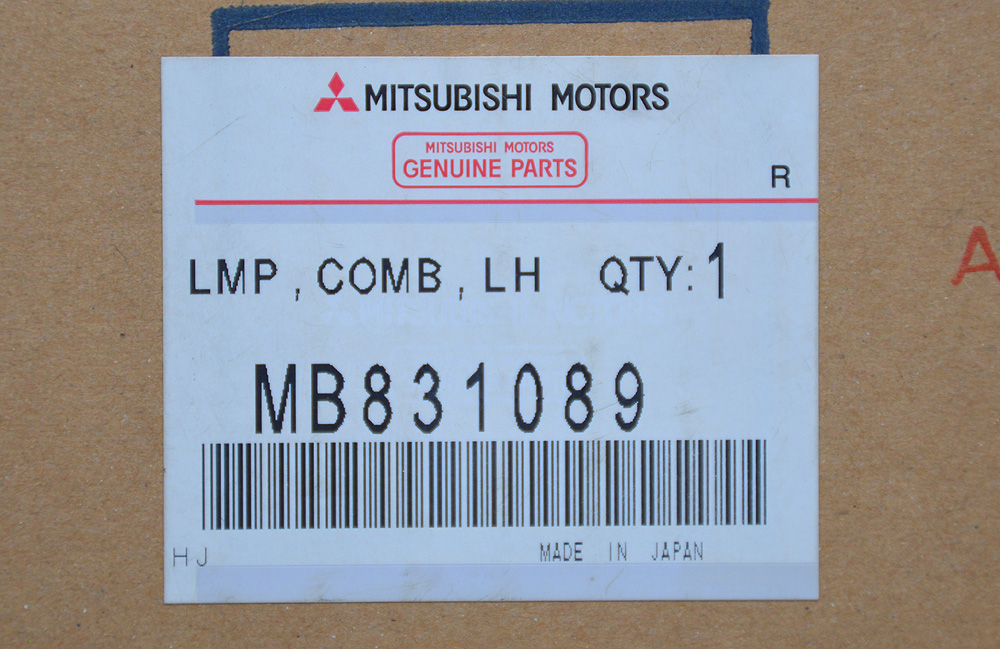 MITSUBISHI MOTORS
MITSUBISHI MOTORS
GENUINE PARTS
R
LMP, COMB, LH QTY: 1
A
MB831089
HJ MADE IN JAPAN